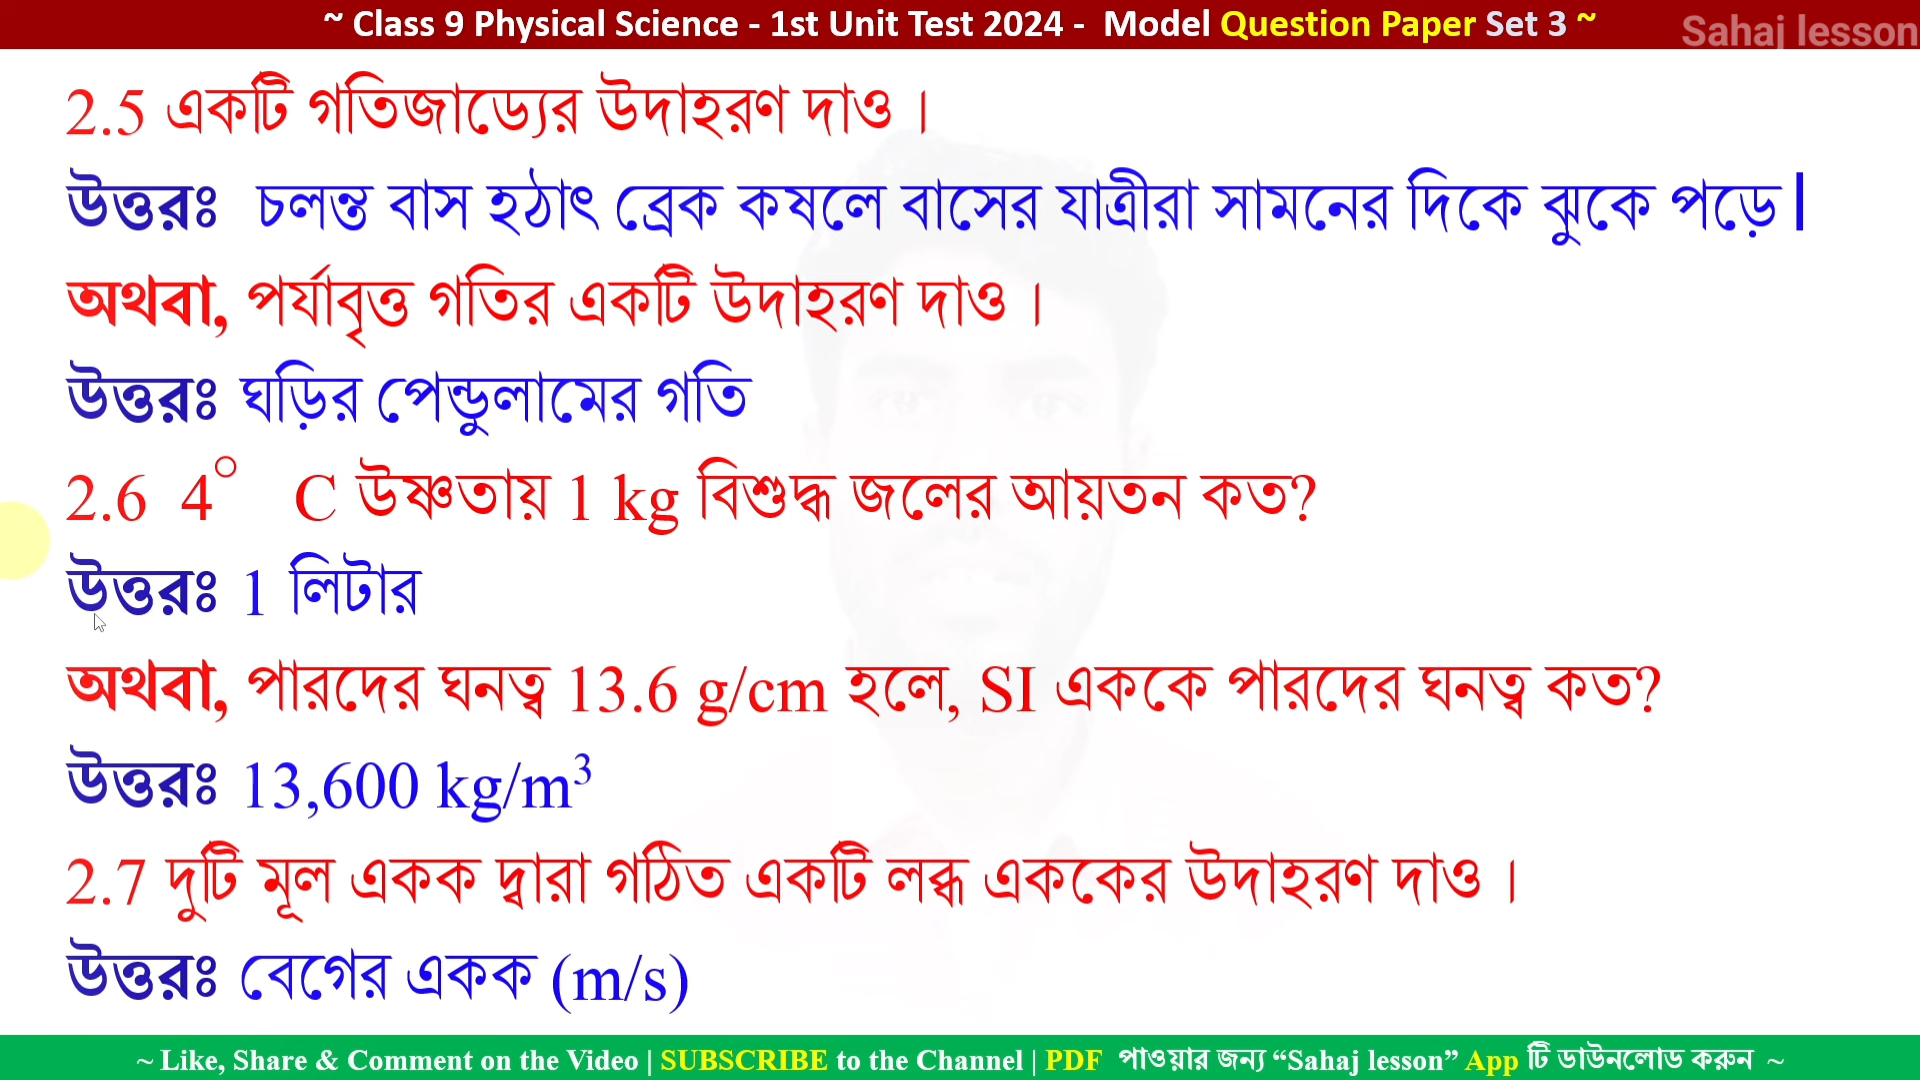 ~ Class 9 Physical Science - 1st Unit Test 2024 - Model Question Paper Set 3 ~
Sahaj lesson
2.5 একটি গতিজাড্যের উদাহরণ দাও।
উত্তরঃ চলন্ত বাস হঠাৎ ব্রেক কষলে বাসের যাত্রীরা সামনের দিকে ঝুকে পড়ে|
অথবা, পর্যাবৃত্ত গতির একটি উদাহরণ দাও।
উত্তরঃ ঘড়ির পেন্ডুলামের গতি
2.6 4° C উষ্ণতায় 1 kg বিশুদ্ধ জলের আয়তন কত?
উত্তরঃ 1 লিটার
অথবা, পারদের ঘনত্ব 13.6 g/cm হলে, SI এককে পারদের ঘনত্ব কত?
উত্তরঃ 13,600 kg/m³
2.7 দুটি মূল একক দ্বারা গঠিত একটি লব্ধ এককের উদাহরণ দাও।
উত্তরঃ বেগের একক (m/s)
~ Like, Share & Comment on the Video | SUBSCRIBE to the Channel | PDF পাওয়ার জন্য “Sahaj lesson” App টি ডাউনলোড করুন ~